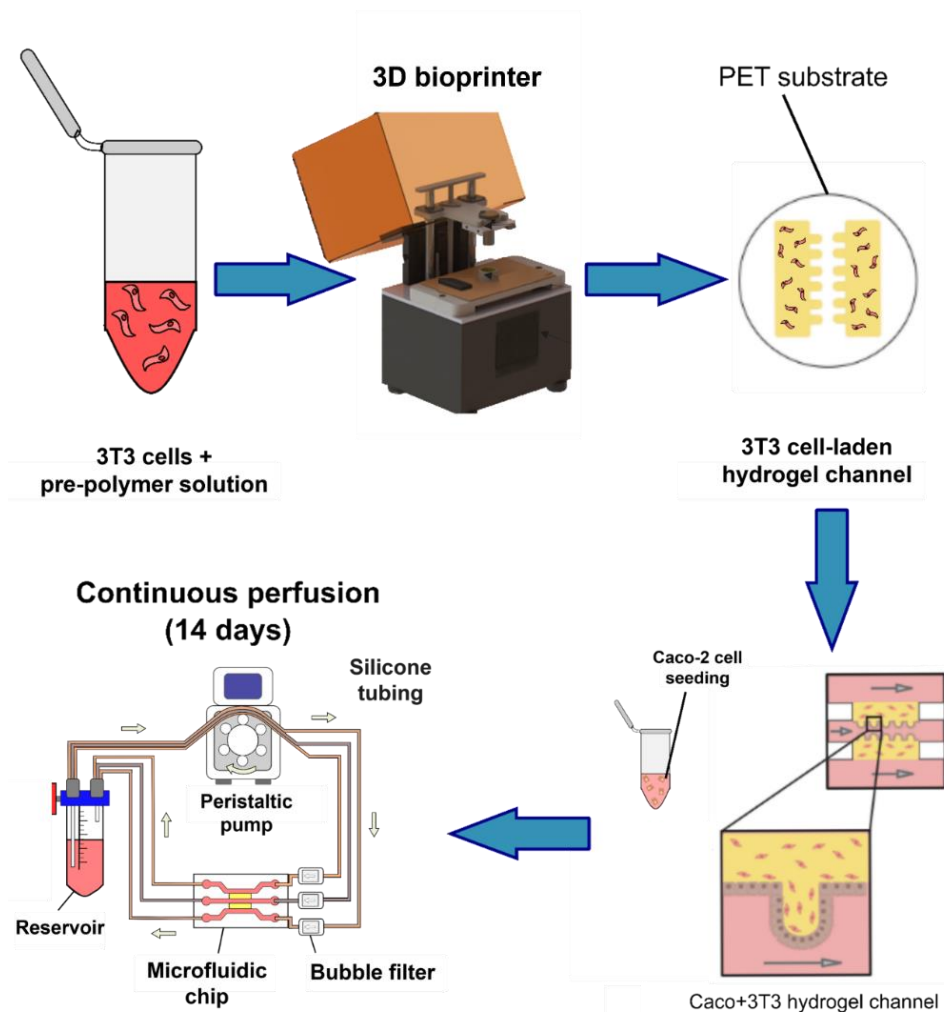 3D bioprinter
PET substrate
3T3 cells +
pre-polymer solution
3T3 cell-laden
hydrogel channel
Continuous perfusion
(14 days)
Silicone
tubing
Caco-2 cell
seeding
Peristaltic
pump
Reservoir
Microfluidic
chip
Bubble filter
Caco+3T3 hydrogel channel